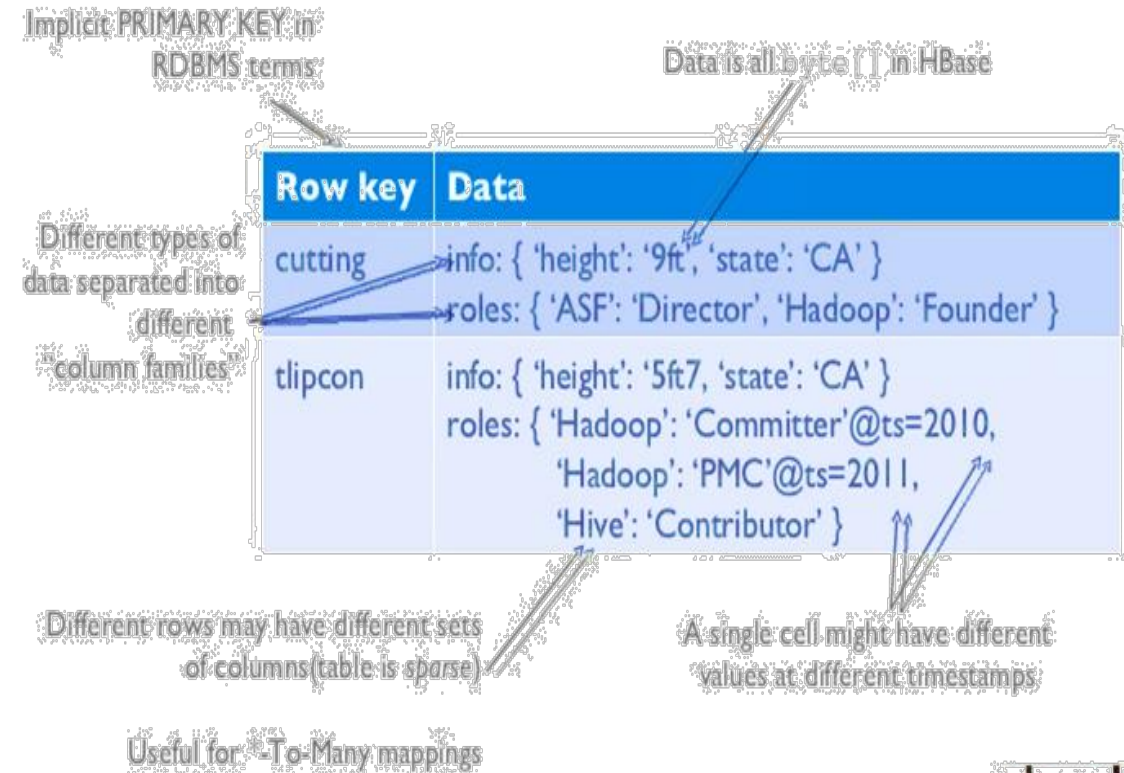 Implicit PRIMARY KEY in
RDBMS terms
Data is all byte[] in HBase
Row key Data
Different types of
data separated into
different
"column families"
cutting info: { ‘height’: ‘9ft’, ‘state’: ‘CA’ }
roles: { ‘ASF’: ‘Director’, ‘Hadoop’: ‘Founder’ }
tlipcon info: { ‘height’: ‘5ft7, ‘state’: ‘CA’ }
roles: { ‘Hadoop’: ‘Committer’@ts=2010,
‘Hadoop’: ‘PMC’@ts=2011,
‘Hive’: ‘Contributor’ }
Different rows may have different sets
of columns(table is sparse)
A single cell might have different
values at different timestamps
Useful for *-To-Many mappings